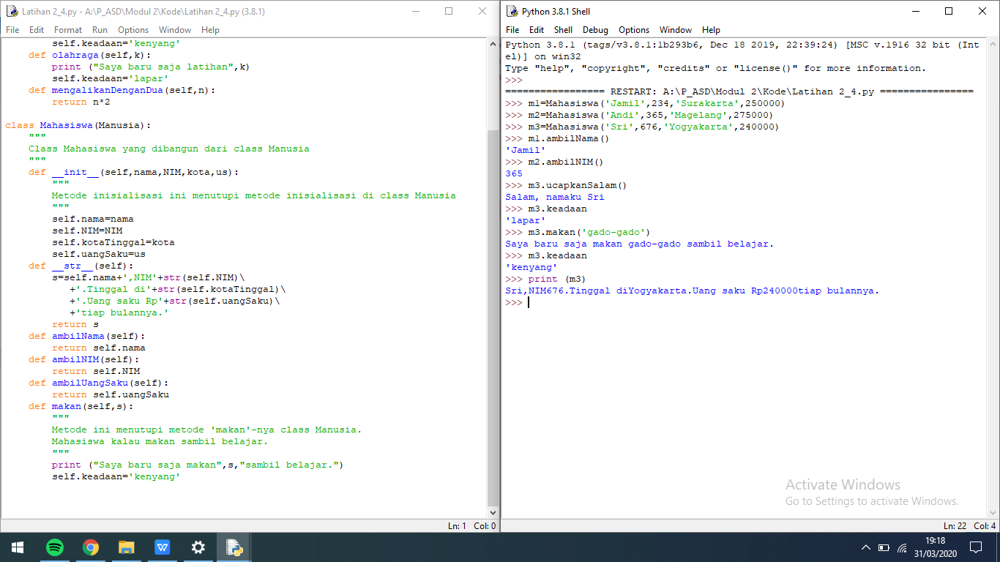 Latihan 2_4.py - A:\P_ASD\Modul 2\Kode\Latihan 2_4.py (3.8.1)
File Edit Format Run Options Window Help
        self.keadaan='kenyang'
    def olahraga(self,k):
        print ("Saya baru saja latihan",k)
        self.keadaan='lapar'
    def mengalikanDenganDua(self,n):
        return n*2
class Mahasiswa(Manusia):
    """
    Class Mahasiswa yang dibangun dari class Manusia
    """
    def __init__(self,nama,NIM,kota,us):
        """
        Metode inisialisasi ini menutupi metode inisialisasi di class Manusia
        """
        self.nama=nama
        self.NIM=NIM
        self.kotaTinggal=kota
        self.uangSaku=us
    def __str__(self):
        s=self.nama+',NIM'+str(self.NIM)\
           +'.Tinggal di'+str(self.kotaTinggal)\
           +'.Uang saku Rp'+str(self.uangSaku)\
           +'tiap bulannya.'
        return s
    def ambilNama(self):
        return self.nama
    def ambilNIM(self):
        return self.NIM
    def ambilUangSaku(self):
        return self.uangSaku
    def makan(self,s):
        """
        Metode ini menutupi metode 'makan'-nya class Manusia.
        Mahasiswa kalau makan sambil belajar.
        """
        print ("Saya baru saja makan",s,"sambil belajar.")
        self.keadaan='kenyang'
Ln: 1 Col: 0
Python 3.8.1 Shell
File Edit Shell Debug Options Window Help
Python 3.8.1 (tags/v3.8.1:1b293b6, Dec 18 2019, 22:39:24) [MSC v.1916 32 bit (Int
el)] on win32
Type "help", "copyright", "credits" or "license()" for more information.
>>>
================= RESTART: A:\P_ASD\Modul 2\Kode\Latihan 2_4.py ================
>>> m1=Mahasiswa('Jamil',234,'Surakarta',250000)
>>> m2=Mahasiswa('Andi',365,'Magelang',275000)
>>> m3=Mahasiswa('Sri',676,'Yogyakarta',240000)
>>> m1.ambilNama()
'Jamil'
>>> m2.ambilNIM()
365
>>> m3.ucapkanSalam()
Salam, namaku Sri
>>> m3.keadaan
'lapar'
>>> m3.makan('gado-gado')
Saya baru saja makan gado-gado sambil belajar.
>>> m3.keadaan
'kenyang'
>>> print (m3)
Sri,NIM676.Tinggal diYogyakarta.Uang saku Rp240000tiap bulannya.
>>>
Activate Windows
Go to Settings to activate Windows.
Ln: 22 Col: 4
W
19:18
31/03/2020